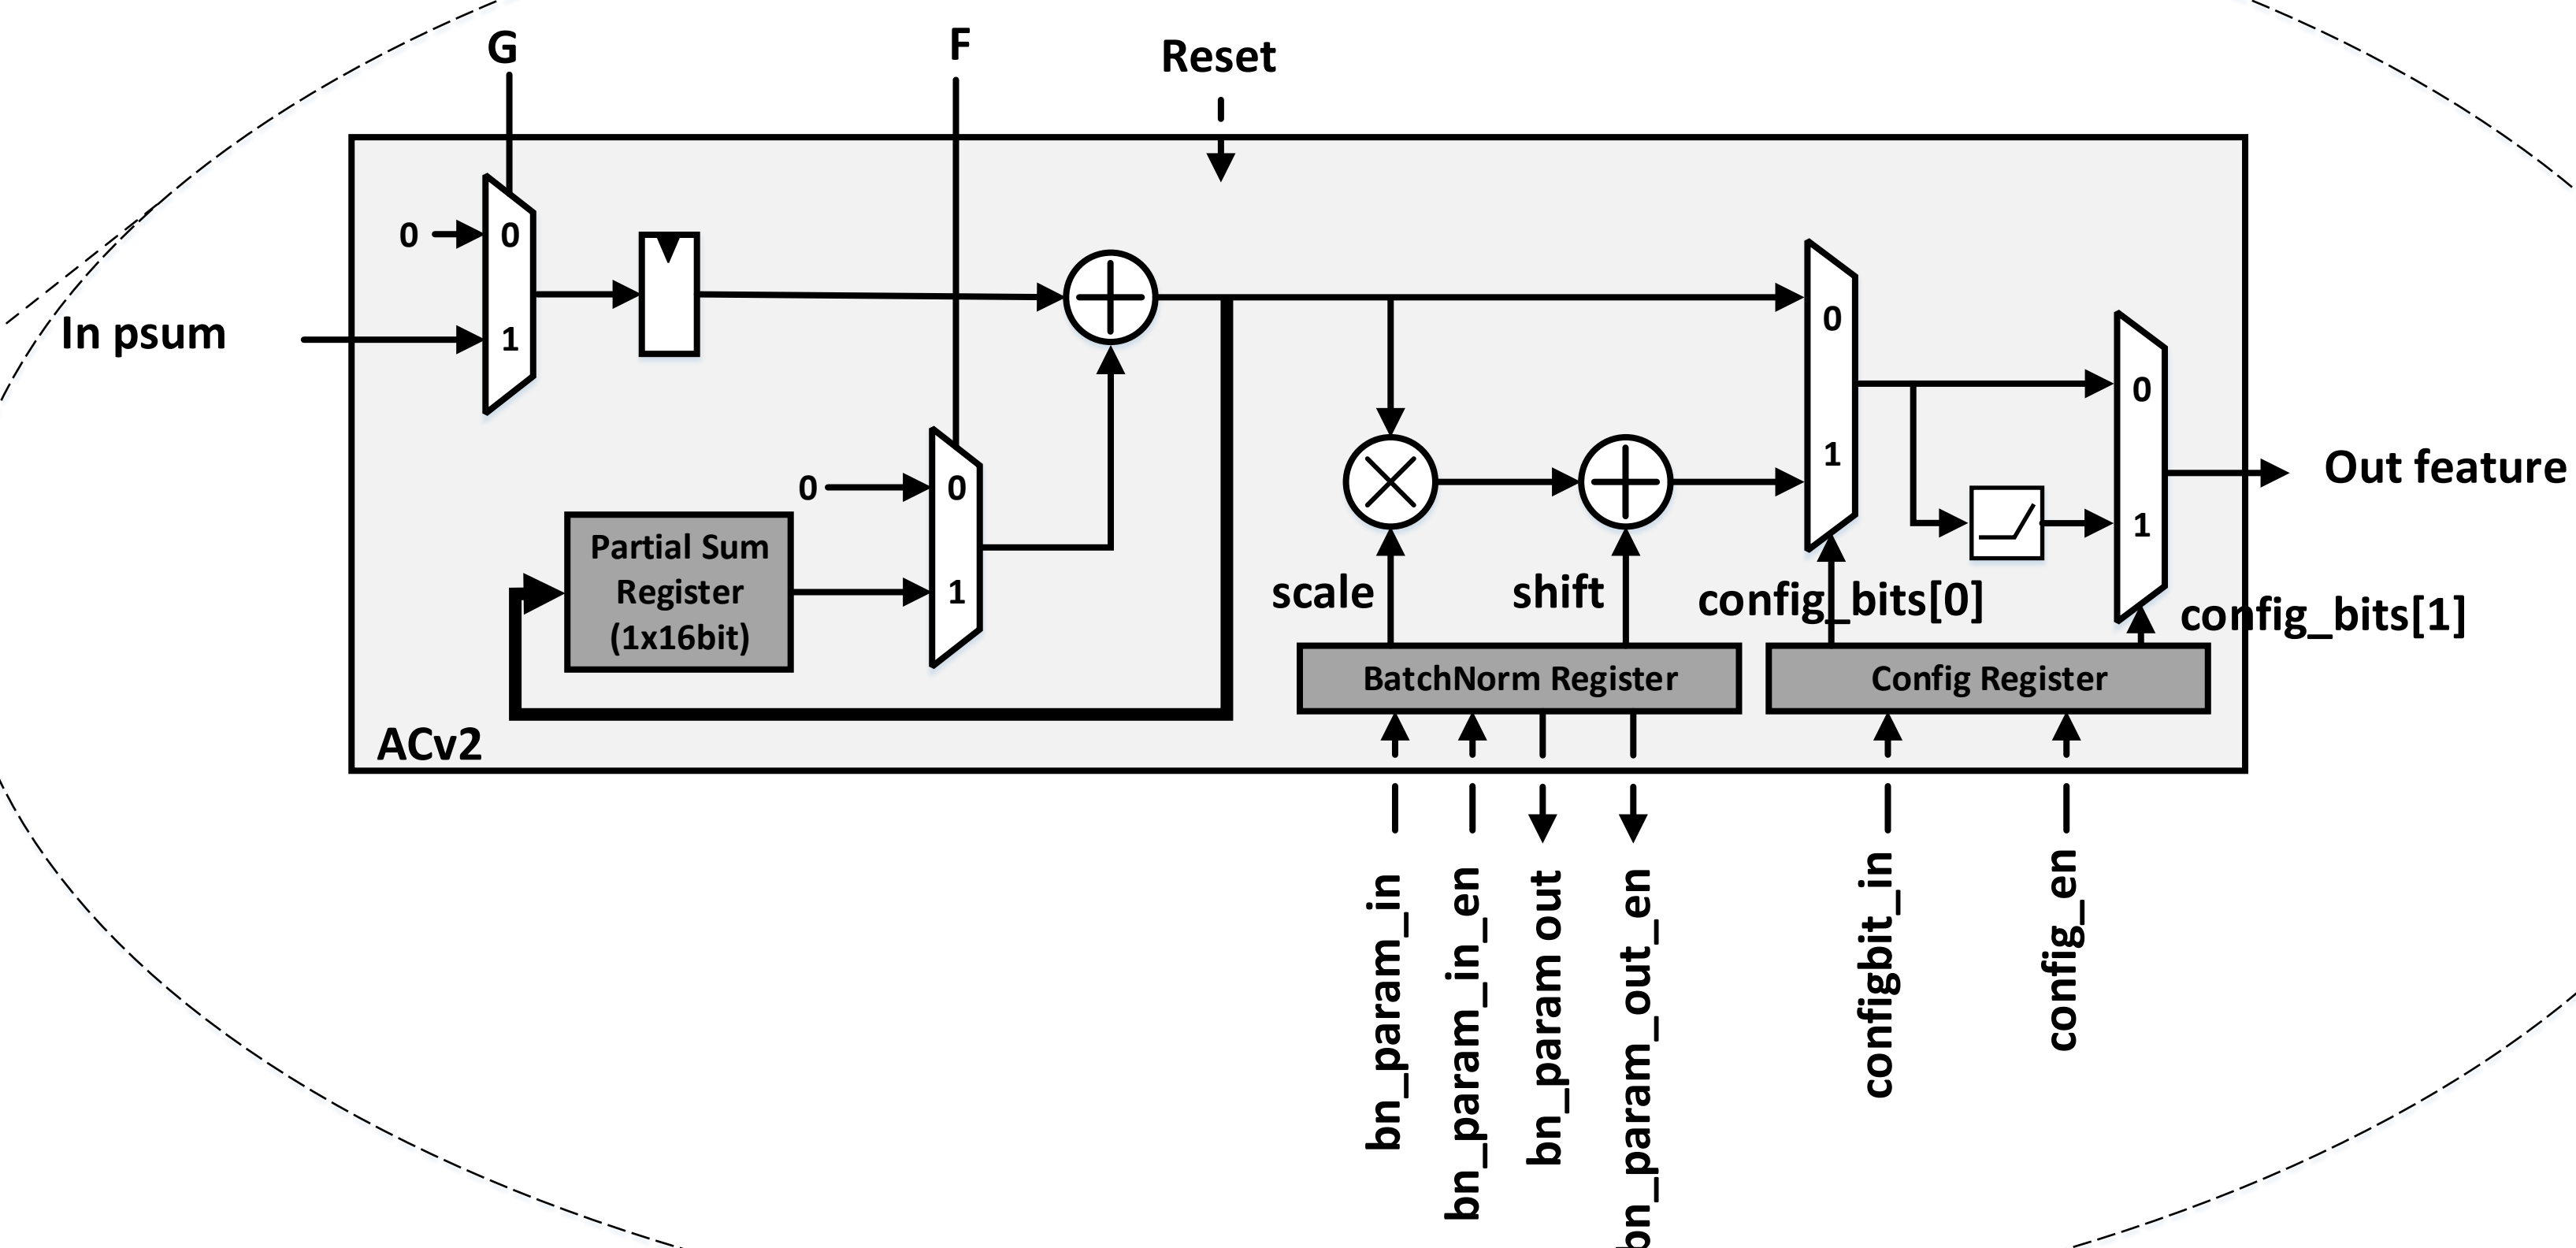 G
F
Reset
0
0
In psum
1
0
0
1
0
0
1
0
1
Out feature
Partial Sum
Register
(1x16bit)
scale
shift
config_bits[0]
config_bits[1]
BatchNorm Register
Config Register
ACv2
bn_param_in
bn_param_in_en
bn_param out
bn_param_out_en
configbit_in
config_en